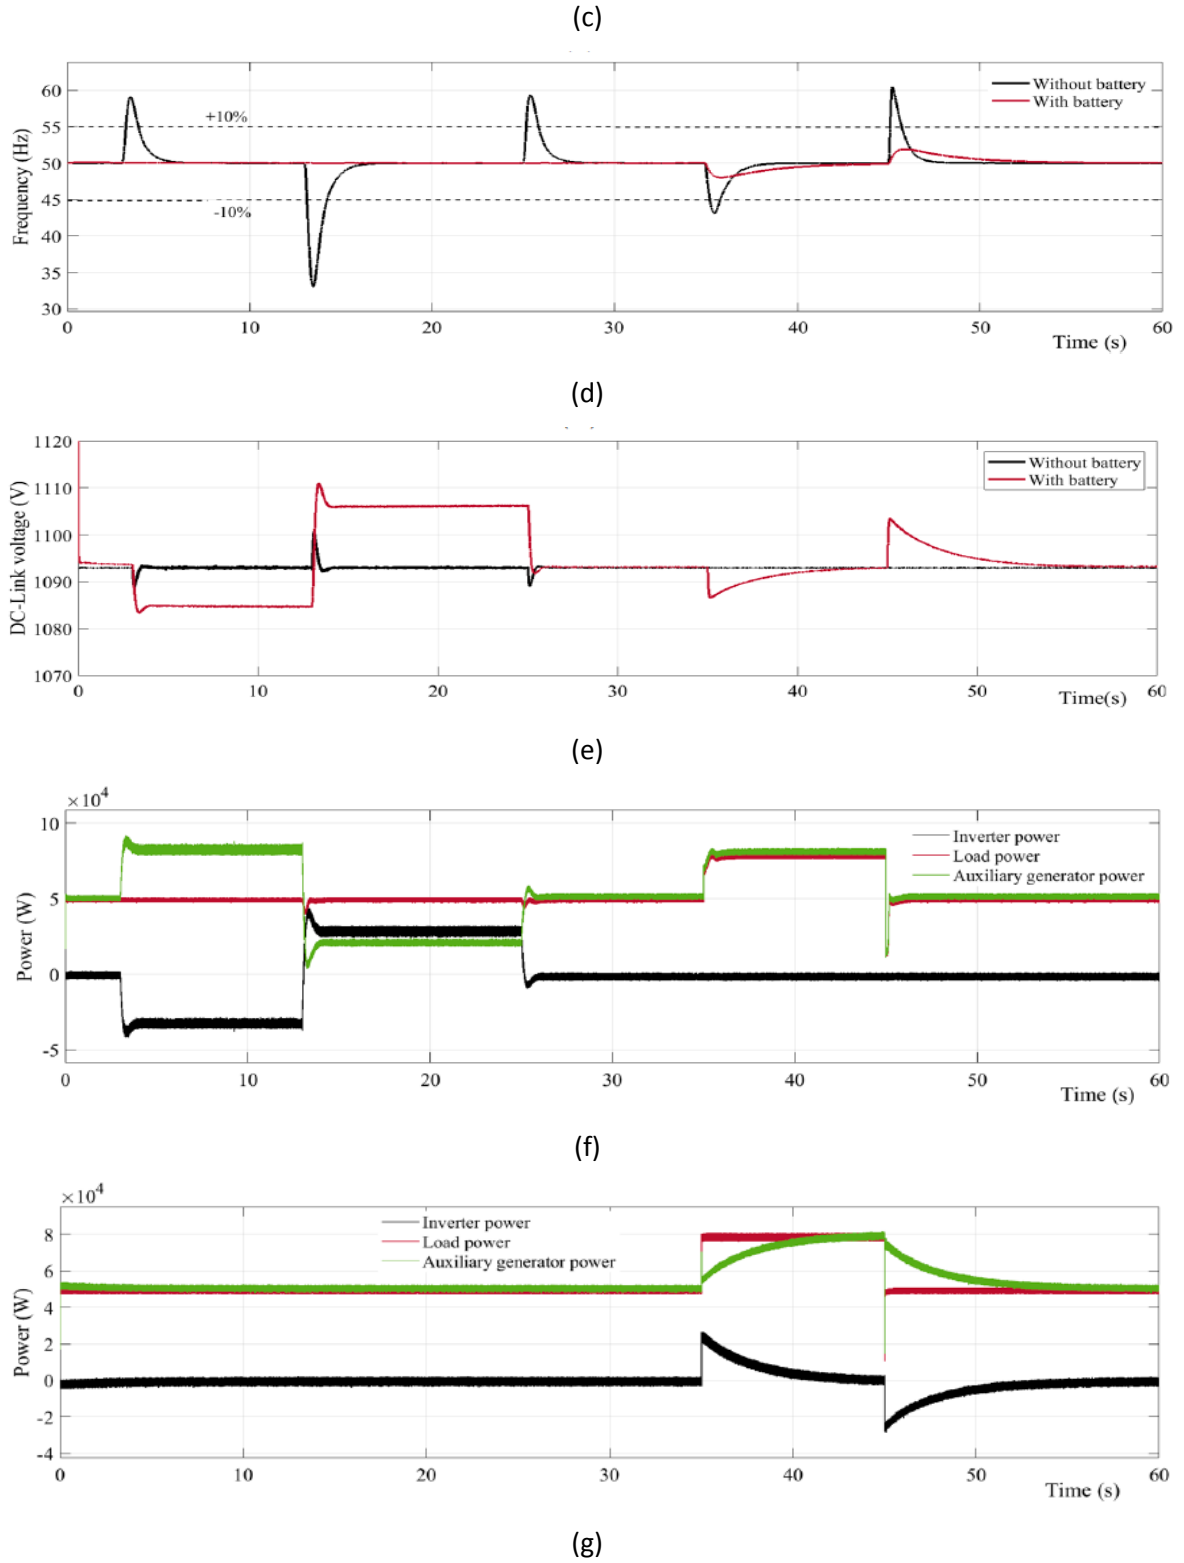 (c)
Frequency (Hz)
60
55
50
45
40
35
30
+10%
-10%
Without battery
With battery
0 10 20 30 40 50 60
Time (s)
(d)
DC-Link voltage (V)
1120
1110
1100
1090
1080
1070
Without battery
With battery
0 10 20 30 40 50 60
Time(s)
(e)
×10⁴
Power (W)
10
5
0
-5
Inverter power
Load power
Auxiliary generator power
0 10 20 30 40 50 60
Time (s)
(f)
×10⁴
Power (W)
8
6
4
2
0
-2
-4
Inverter power
Load power
Auxiliary generator power
0 10 20 30 40 50 60
Time (s)
(g)